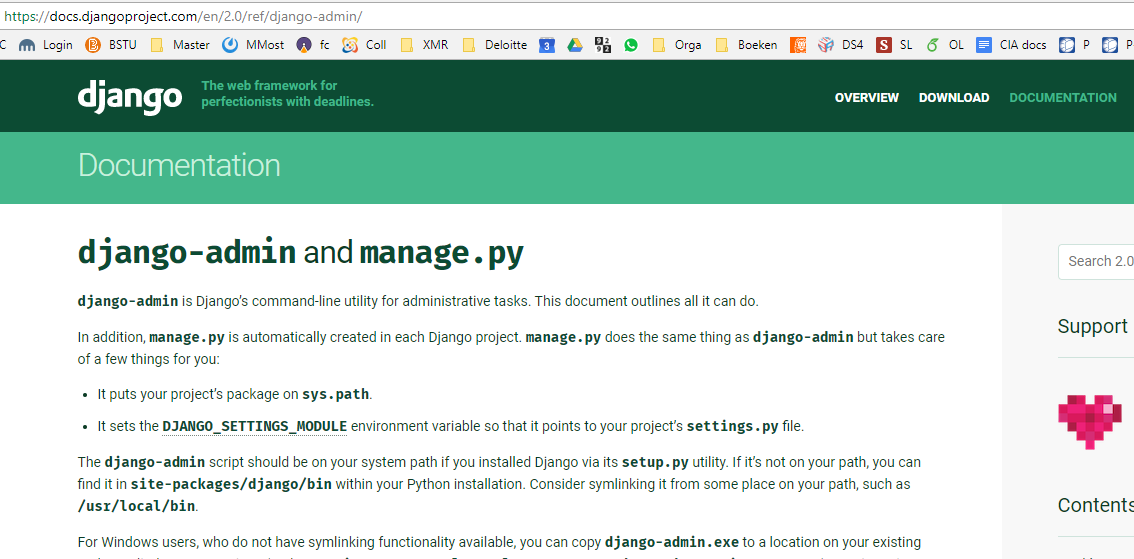 https://docs.djangoproject.com/en/2.0/ref/django-admin/
C Login BSTU Master MMost fc Coll XMR Deloitte 3 Orga Boeken DS4 S SL OL CIA docs P P
django The web framework for
perfectionists with deadlines.
OVERVIEW DOWNLOAD DOCUMENTATION
Documentation
django-admin and manage.py
Search 2.0
django-admin is Django’s command-line utility for administrative tasks. This document outlines all it can do.
In addition, manage.py is automatically created in each Django project. manage.py does the same thing as django-admin but takes care
of a few things for you:
• It puts your project’s package on sys.path.
• It sets the DJANGO_SETTINGS_MODULE environment variable so that it points to your project’s settings.py file.
The django-admin script should be on your system path if you installed Django via its setup.py utility. If it’s not on your path, you can
find it in site-packages/django/bin within your Python installation. Consider symlinking it from some place on your path, such as
/usr/local/bin.
For Windows users, who do not have symlinking functionality available, you can copy django-admin.exe to a location on your existing
Support
Contents